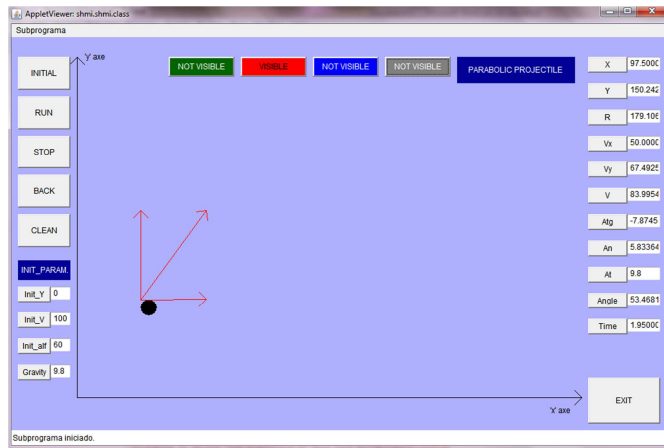 AppletViewer: shmi.shmi.class
Subprograma
'y' axe
NOT VISIBLE VISIBLE NOT VISIBLE NOT VISIBLE PARABOLIC PROJECTILE
INITIAL
RUN
STOP
BACK
CLEAN
INIT_PARAM.
Init_Y 0
Init_V 100
Init_alf 60
Gravity 9.8
X 97.5000
Y 150.242
R 179.106
Vx 50.0000
Vy 67.4925
V 83.9954
Atg -7.8745
An 5.83364
At 9.8
Angle 53.4681
Time 1.95000
EXIT
'x' axe
Subprograma iniciado.